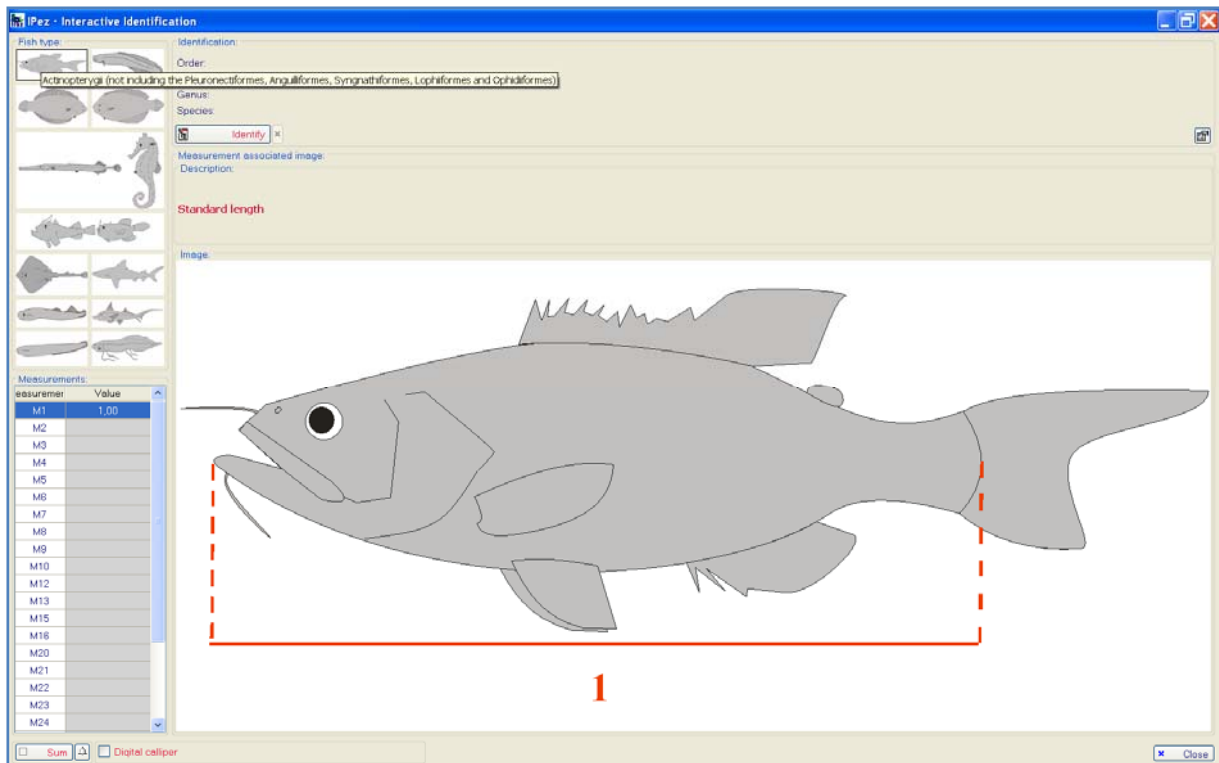 IPez - Interactive Identification
Fish type:
Identification:
Order:
Actinopterygii (not including the Pleuronectiformes, Anguilliformes, Syngnathiformes, Lophiiformes and Ophidiiformes)
Genus:
Species:
Identify
Measurement associated image:
Description:
Standard length
Image:
1
Measurements:
easuremer Value
M1 1,00
M2
M3
M4
M5
M6
M7
M8
M9
M10
M12
M13
M15
M16
M20
M21
M22
M23
M24
Sum
Digital calliper
Close